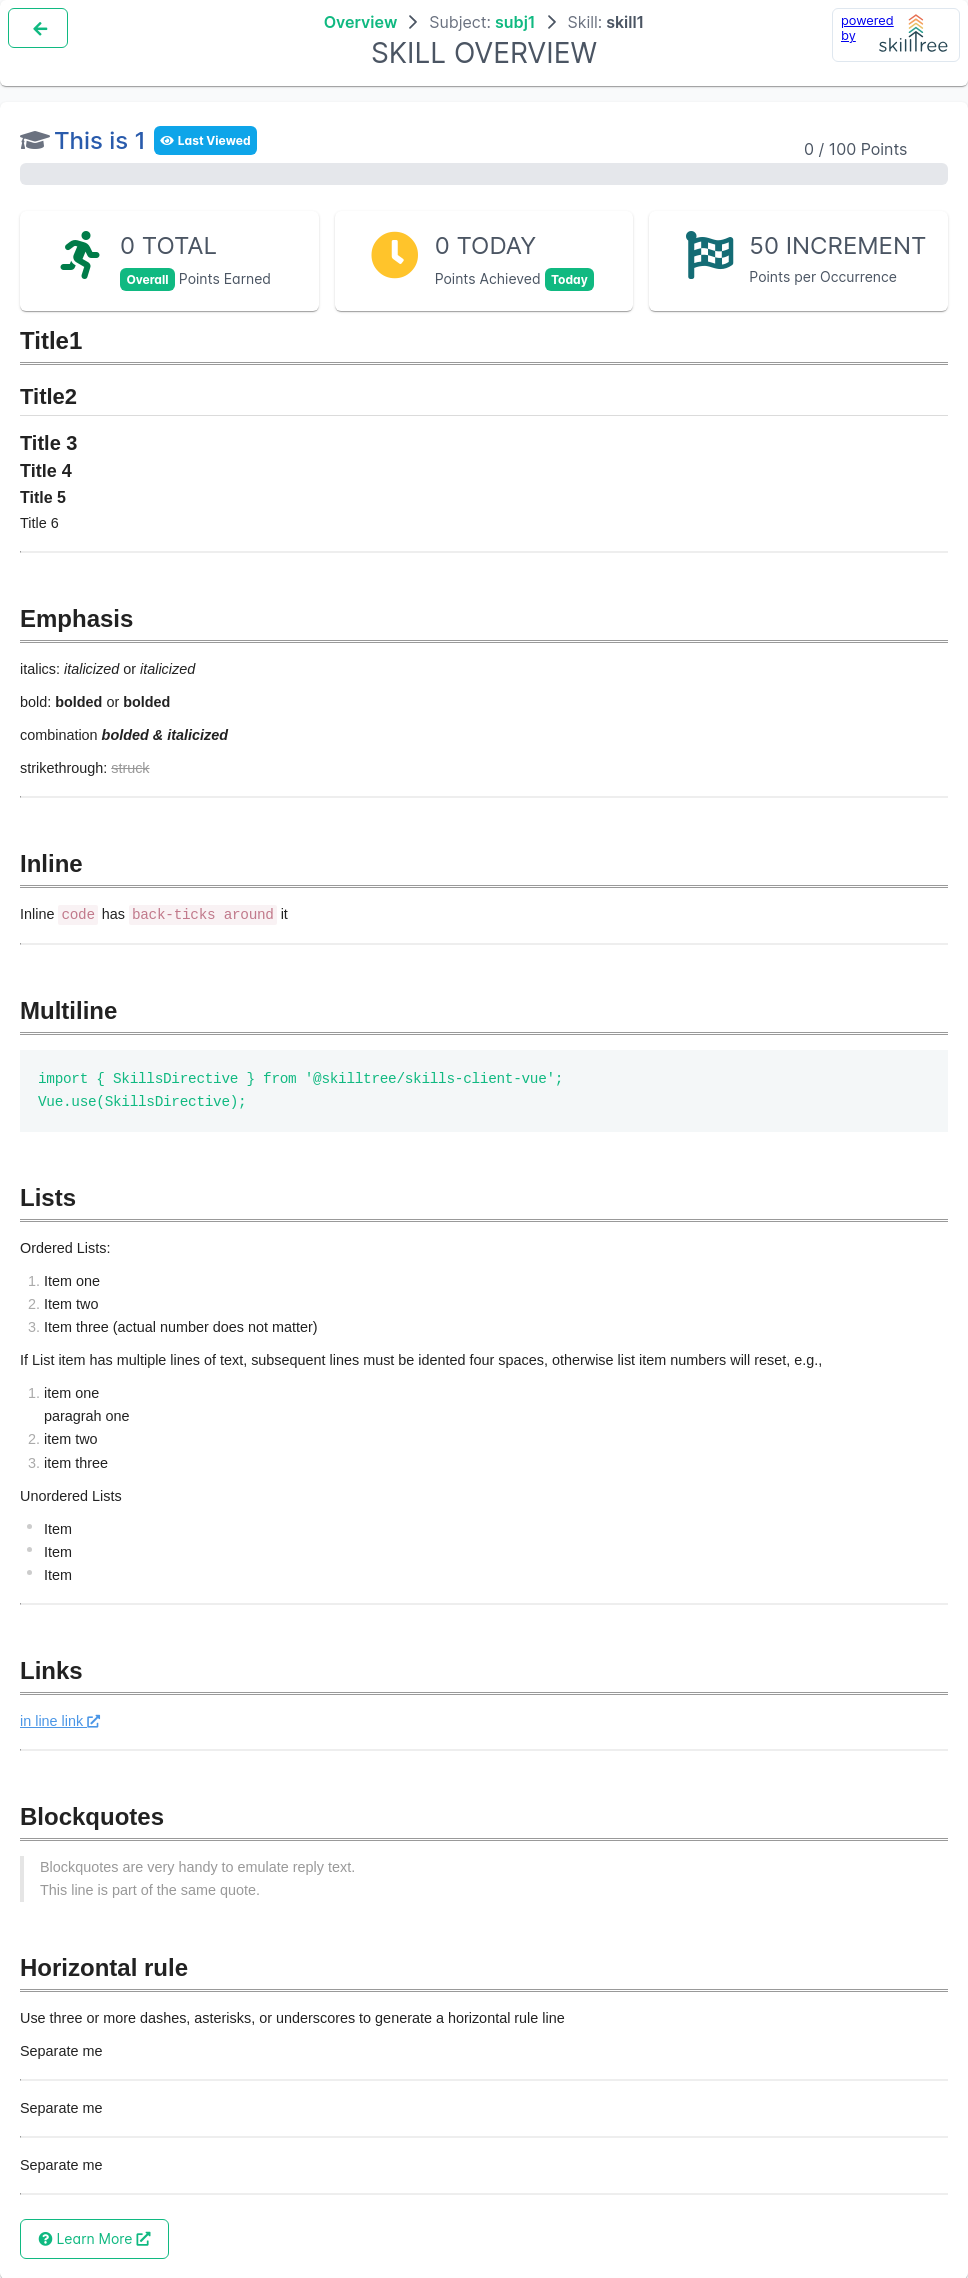 Overview > Subject: subj1 > Skill: skill1
SKILL OVERVIEW
powered
by
skilltree
This is 1 Last Viewed
0 / 100 Points
0 TOTAL
Overall Points Earned
0 TODAY
Points Achieved Today
50 INCREMENT
Points per Occurrence
Title1
Title2
Title 3
Title 4
Title 5
Title 6
Emphasis
italics: italicized or italicized
bold: bolded or bolded
combination bolded & italicized
strikethrough: struck
Inline
Inline code has back-ticks around it
Multiline
import { SkillsDirective } from '@skilltree/skills-client-vue';
Vue.use(SkillsDirective);
Lists
Ordered Lists:
1. Item one
2. Item two
3. Item three (actual number does not matter)
If List item has multiple lines of text, subsequent lines must be idented four spaces, otherwise list item numbers will reset, e.g.,
1. item one
paragrah one
2. item two
3. item three
Unordered Lists
• Item
• Item
• Item
Links
in line link
Blockquotes
Blockquotes are very handy to emulate reply text.
This line is part of the same quote.
Horizontal rule
Use three or more dashes, asterisks, or underscores to generate a horizontal rule line
Separate me
Separate me
Separate me
Learn More